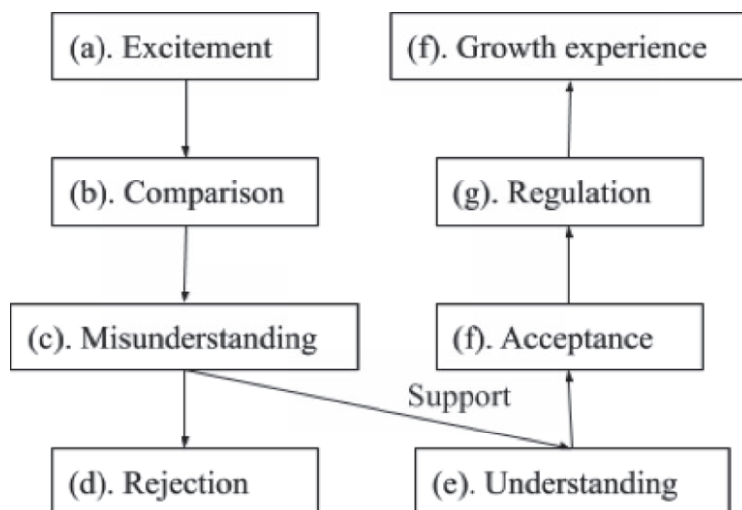 (a). Excitement
(f). Growth experience
(b). Comparison
(g). Regulation
(c). Misunderstanding
(f). Acceptance
Support
(d). Rejection
(e). Understanding